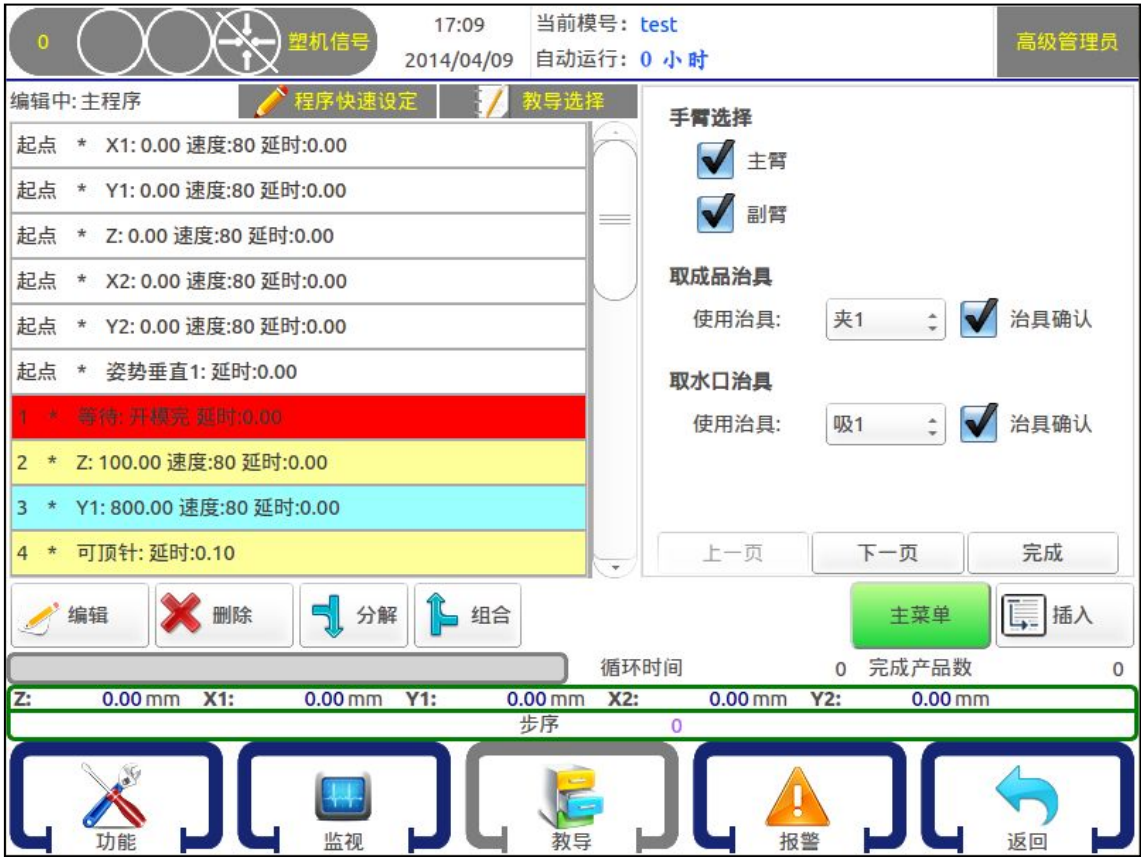 0 塑机信号 17:09 当前模号: test 高级管理员
2014/04/09 自动运行: 0 小时
编辑中: 主程序 程序快速设定 教导选择
起点 * X1: 0.00 速度:80 延时:0.00
起点 * Y1: 0.00 速度:80 延时:0.00
起点 * Z: 0.00 速度:80 延时:0.00
起点 * X2: 0.00 速度:80 延时:0.00
起点 * Y2: 0.00 速度:80 延时:0.00
起点 * 姿势垂直1: 延时:0.00
1 * 等待: 开模完 延时:0.00
2 * Z: 100.00 速度:80 延时:0.00
3 * Y1: 800.00 速度:80 延时:0.00
4 * 可顶针: 延时:0.10
手臂选择
主臂
副臂
取成品治具
使用治具: 夹1 治具确认
取水口治具
使用治具: 吸1 治具确认
上一页 下一页 完成
编辑 删除 分解 组合 主菜单 插入
循环时间 0 完成产品数 0
Z: 0.00 mm X1: 0.00 mm Y1: 0.00 mm X2: 0.00 mm Y2: 0.00 mm
步序 0
功能 监视 教导 报警 返回